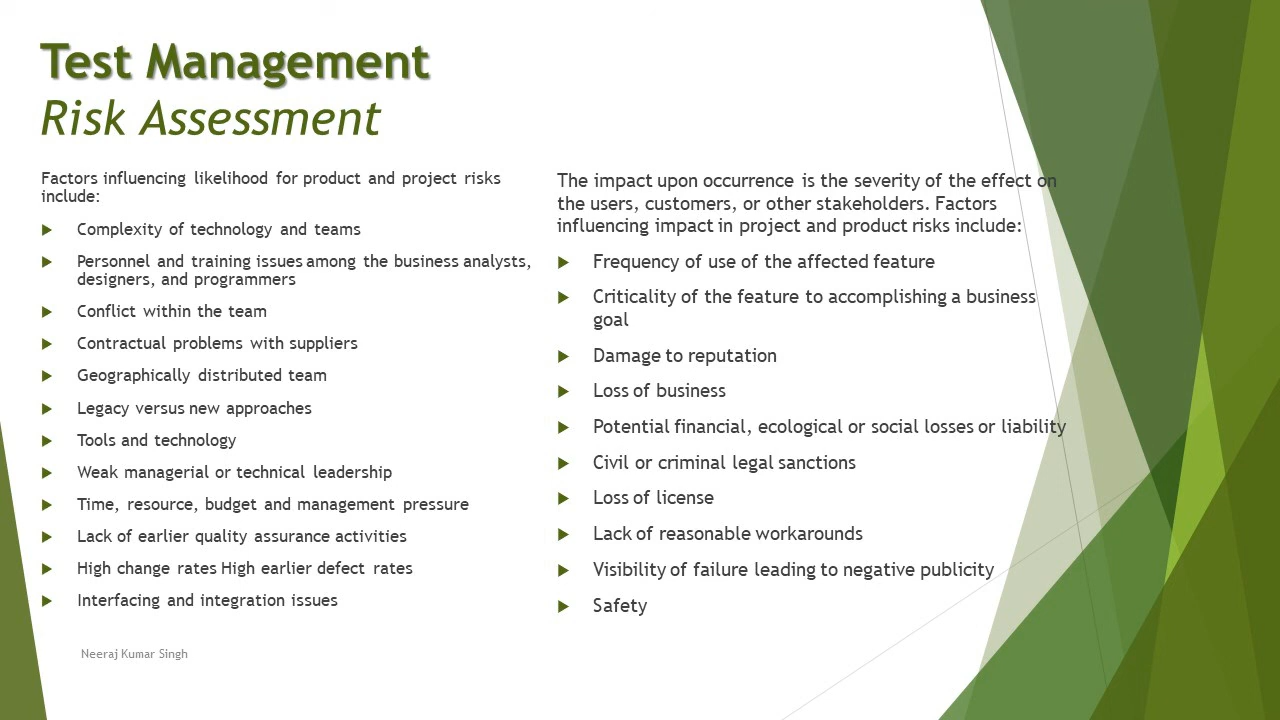 Test Management
Risk Assessment
Factors influencing likelihood for product and project risks
include:
Complexity of technology and teams
Personnel and training issues among the business analysts,
designers, and programmers
Conflict within the team
Contractual problems with suppliers
Geographically distributed team
Legacy versus new approaches
Tools and technology
Weak managerial or technical leadership
Time, resource, budget and management pressure
Lack of earlier quality assurance activities
High change rates High earlier defect rates
Interfacing and integration issues
The impact upon occurrence is the severity of the effect on
the users, customers, or other stakeholders. Factors
influencing impact in project and product risks include:
Frequency of use of the affected feature
Criticality of the feature to accomplishing a business
goal
Damage to reputation
Loss of business
Potential financial, ecological or social losses or liability
Civil or criminal legal sanctions
Loss of license
Lack of reasonable workarounds
Visibility of failure leading to negative publicity
Safety
Neeraj Kumar Singh